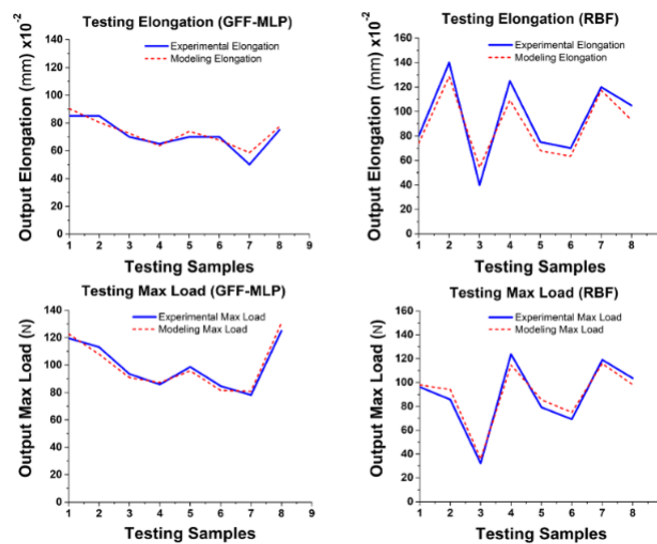 Testing Elongation (GFF-MLP)
Output Elongation (mm) x10-2
140
120
100
80
60
40
20
0
Experimental Elongation
Modeling Elongation
1 2 3 4 5 6 7 8 9
Testing Samples
Testing Elongation (RBF)
Output Elongation (mm) x10-2
160
140
120
100
80
60
40
20
0
Experimental Elongation
Modeling Elongation
1 2 3 4 5 6 7 8
Testing Samples
Testing Max Load (GFF-MLP)
Output Max Load (N)
140
120
100
80
60
40
20
0
Experimental Max Load
Modeling Max Load
1 2 3 4 5 6 7 8 9
Testing Samples
Testing Max Load (RBF)
Output Max Load (N)
160
140
120
100
80
60
40
20
0
Experimental Max Load
Modeling Max Load
1 2 3 4 5 6 7 8
Testing Samples